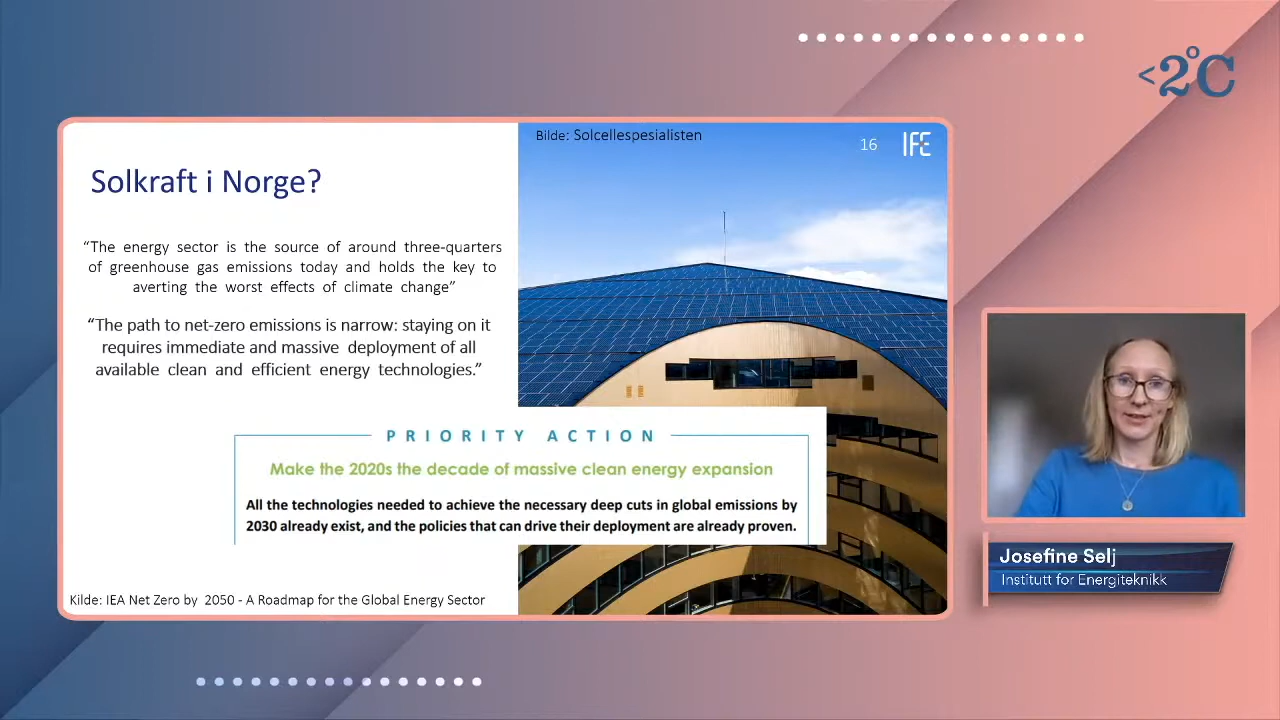 <2°C
Bilde: Solcellespesialisten
16
IFE
Solkraft i Norge?
“The energy sector is the source of around three-quarters
of greenhouse gas emissions today and holds the key to
averting the worst effects of climate change”
“The path to net-zero emissions is narrow: staying on it
requires immediate and massive deployment of all
available clean and efficient energy technologies.”
PRIORITY ACTION
Make the 2020s the decade of massive clean energy expansion
All the technologies needed to achieve the necessary deep cuts in global emissions by
2030 already exist, and the policies that can drive their deployment are already proven.
Kilde: IEA Net Zero by 2050 - A Roadmap for the Global Energy Sector
Josefine Selj
Institutt for Energiteknikk